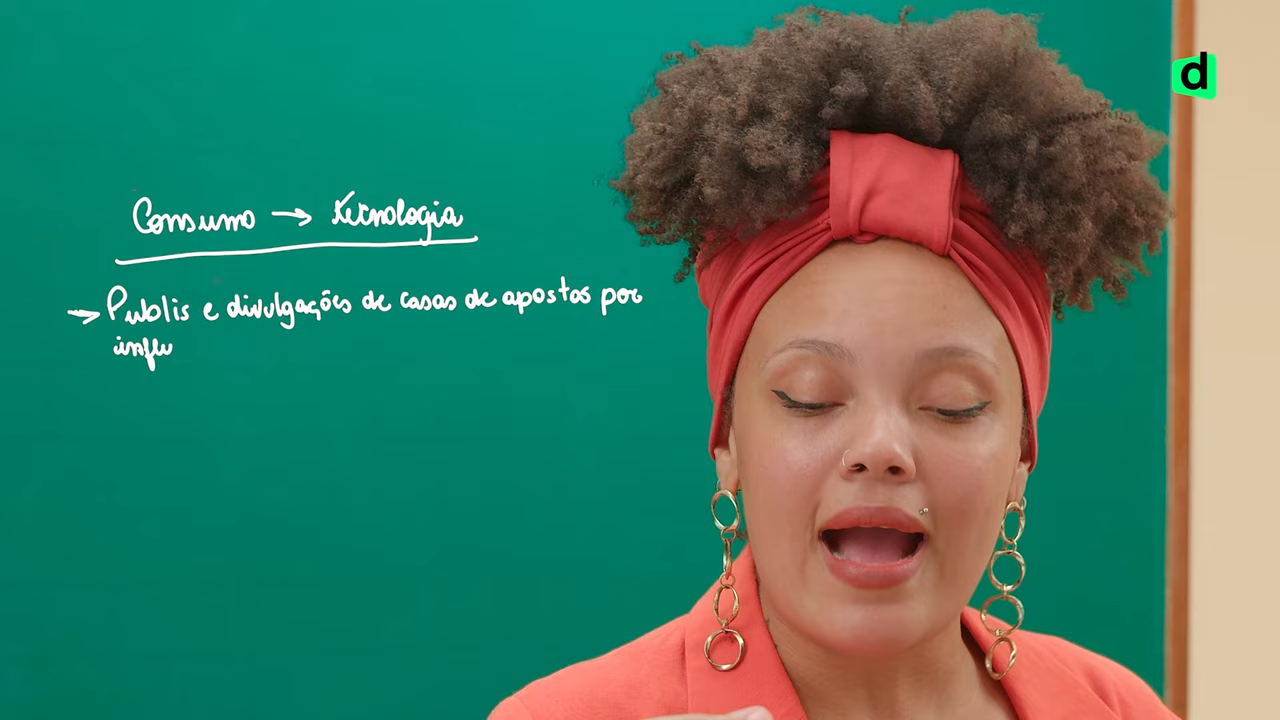 Consumo → Tecnologia
→ Publis e divulgações de casas de apostas por
influ
d